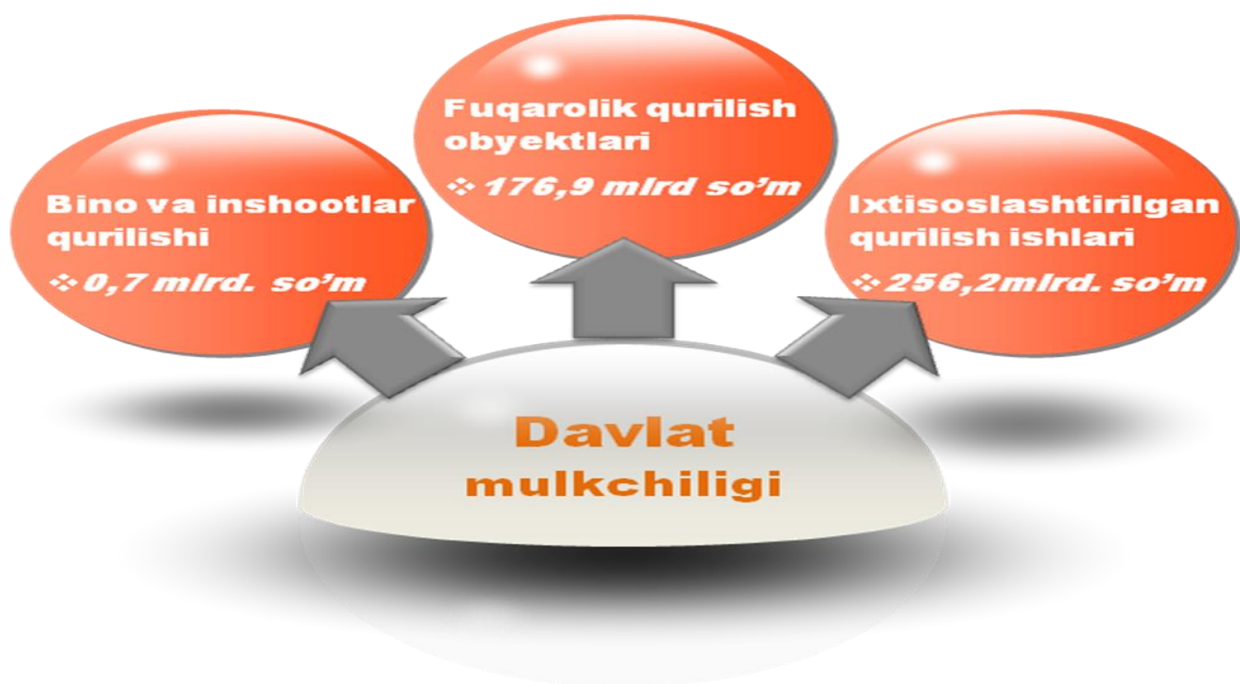 Fuqarolik qurilish
obyektlari
❖ 176,9 mlrd so’m
Bino va inshootlar
qurilishi
❖ 0,7 mlrd. so’m
Ixtisoslashtirilgan
qurilish ishlari
❖ 256,2mlrd. so’m
Davlat
mulkchiligi